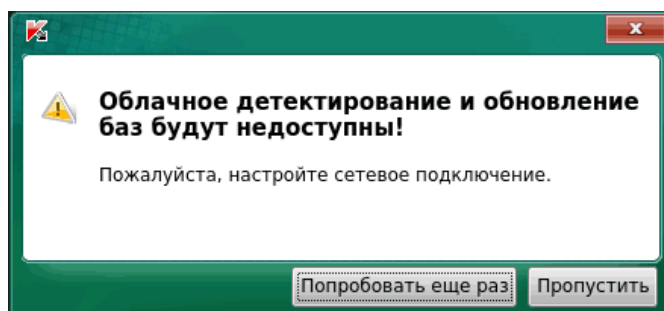 Облачное детектирование и обновление
баз будут недоступны!
Пожалуйста, настройте сетевое подключение.
Попробовать еще раз Пропустить